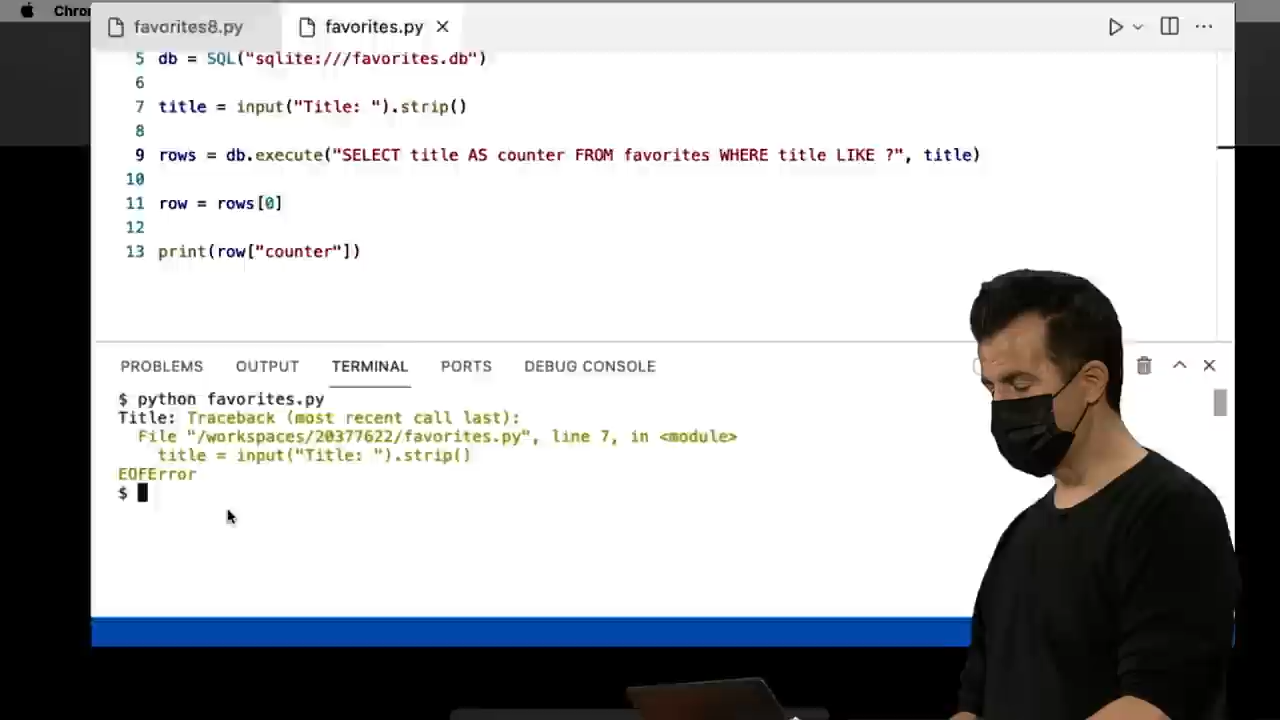 Chro
favorites8.py favorites.py
5 db = SQL("sqlite:///favorites.db")
6
7 title = input("Title: ").strip()
8
9 rows = db.execute("SELECT title AS counter FROM favorites WHERE title LIKE ?", title)
10
11 row = rows[0]
12
13 print(row["counter"])
PROBLEMS OUTPUT TERMINAL PORTS DEBUG CONSOLE
$ python favorites.py
Title: Traceback (most recent call last):
File "/workspaces/20377622/favorites.py", line 7, in <module>
title = input("Title: ").strip()
EOFError
$